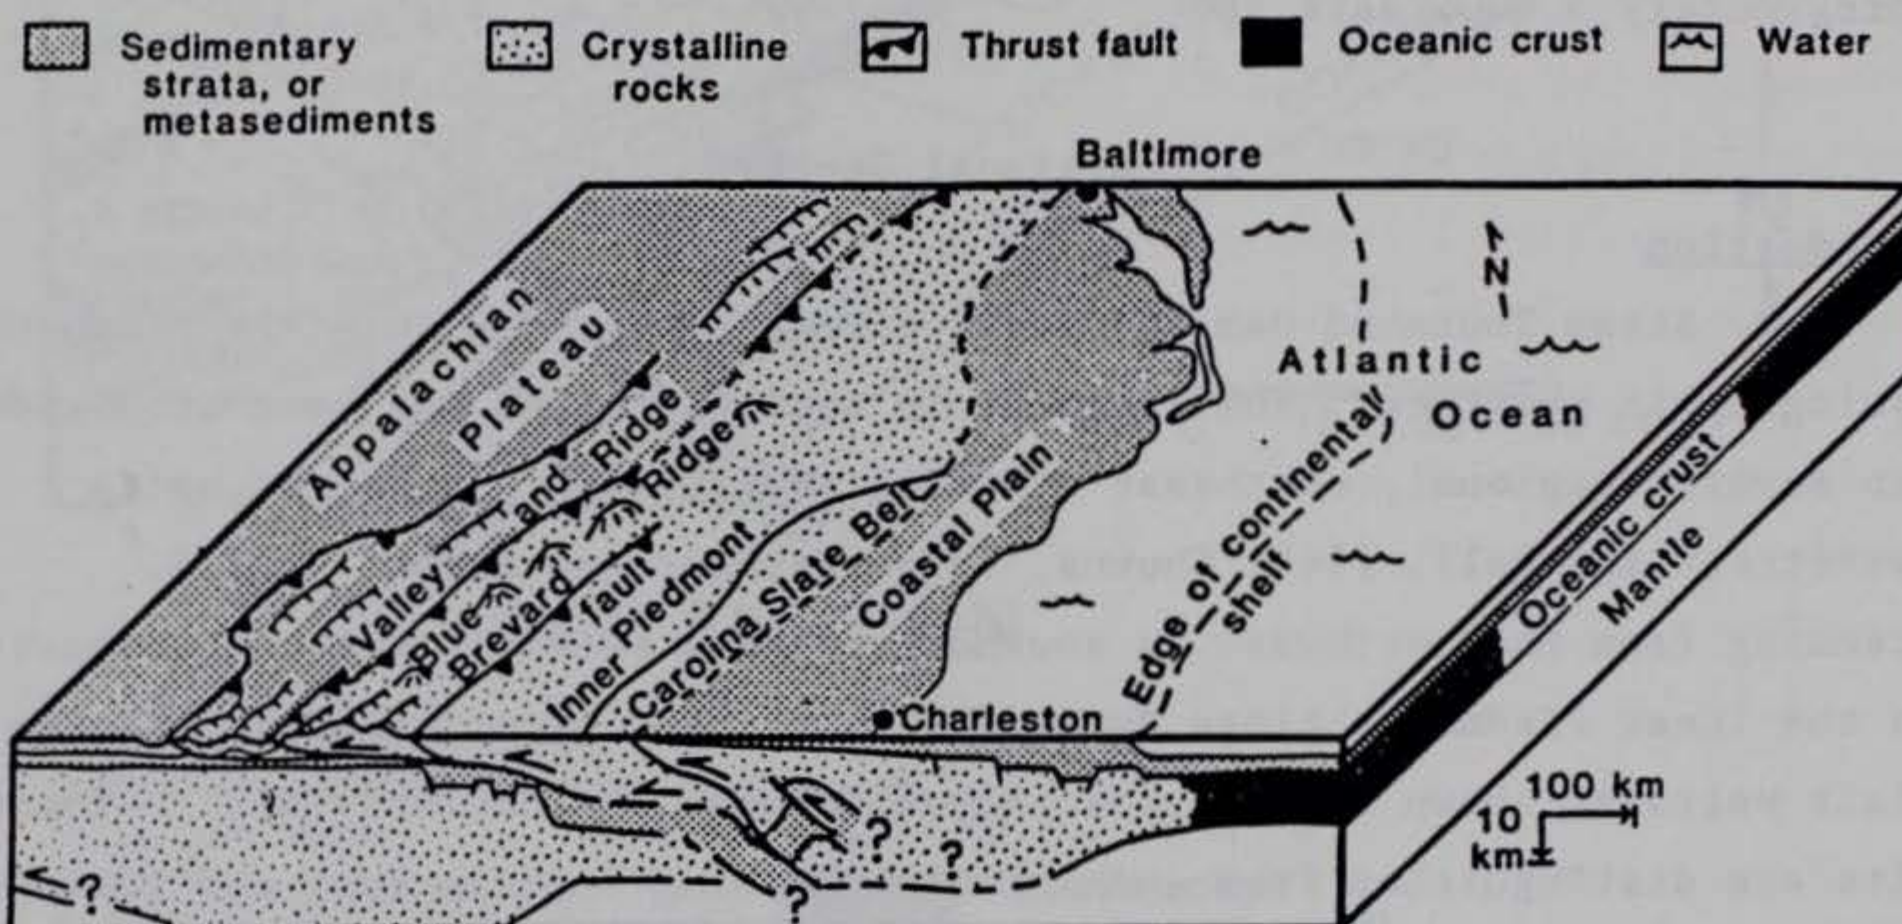 Sedimentary
strata, or
metasediments
Crystalline
rocks
Thrust fault
Oceanic crust
Water
Baltimore
N
Appalachian
Plateau
Valley and Ridge
Blue Ridge
Brevard fault
Inner Piedmont
Carolina Slate Belt
Coastal Plain
Atlantic
Ocean
Edge of continental
shelf
Charleston
Oceanic crust
Mantle
100 km
10
km
?
?
?
?